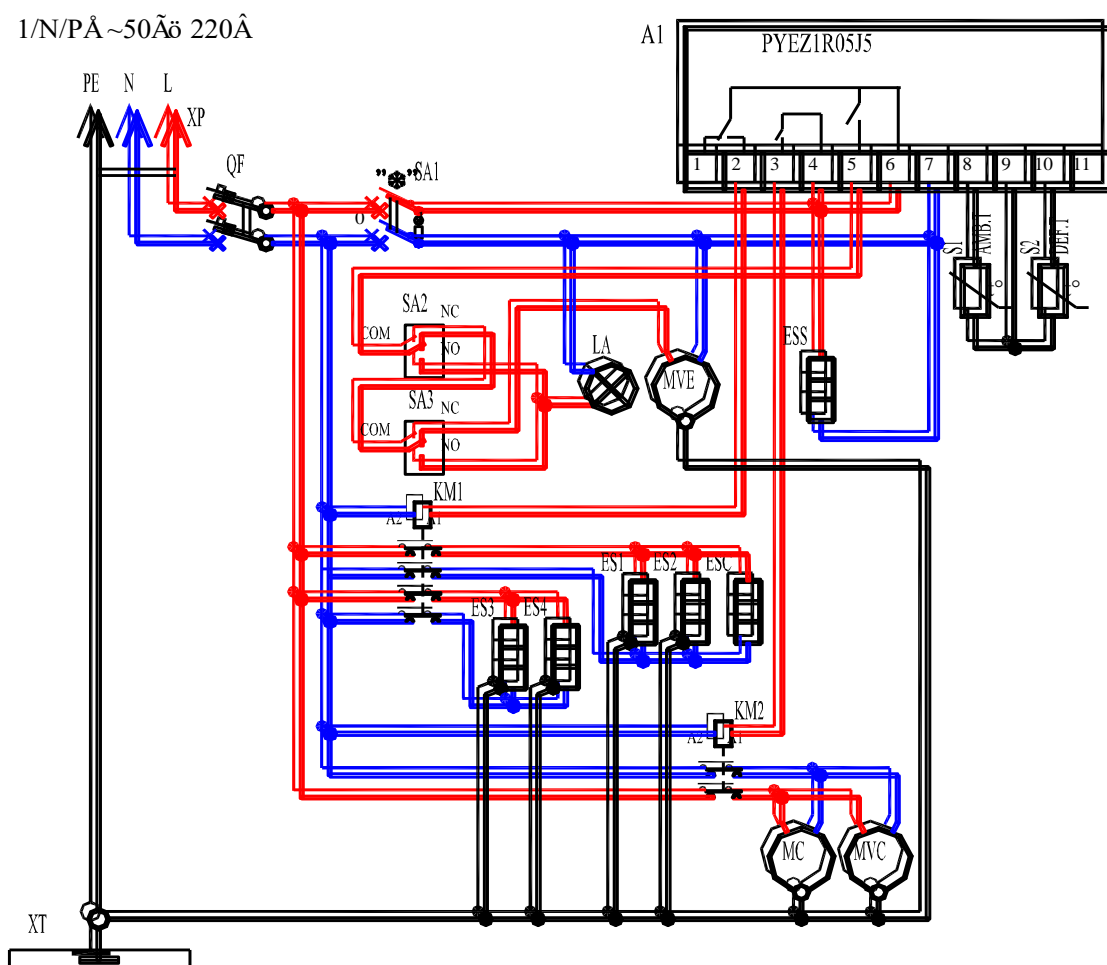 1/N/PÅ ~50Ãö 220Â
A1
PYEZ1R05J5
PE N L
XP
QF
"❄" SA1
O
1 2 3 4 5 6 7 8 9 10 11
S1
AMB.T
S2
DEF.T
t°
t°
SA2
NC
COM
NO
SA3
NC
COM
NO
LA
MVE
ESS
KM1
A2 A1
ES1 ES2 ESC
ES3 ES4
KM2
A2 A1
MC MVC
XT